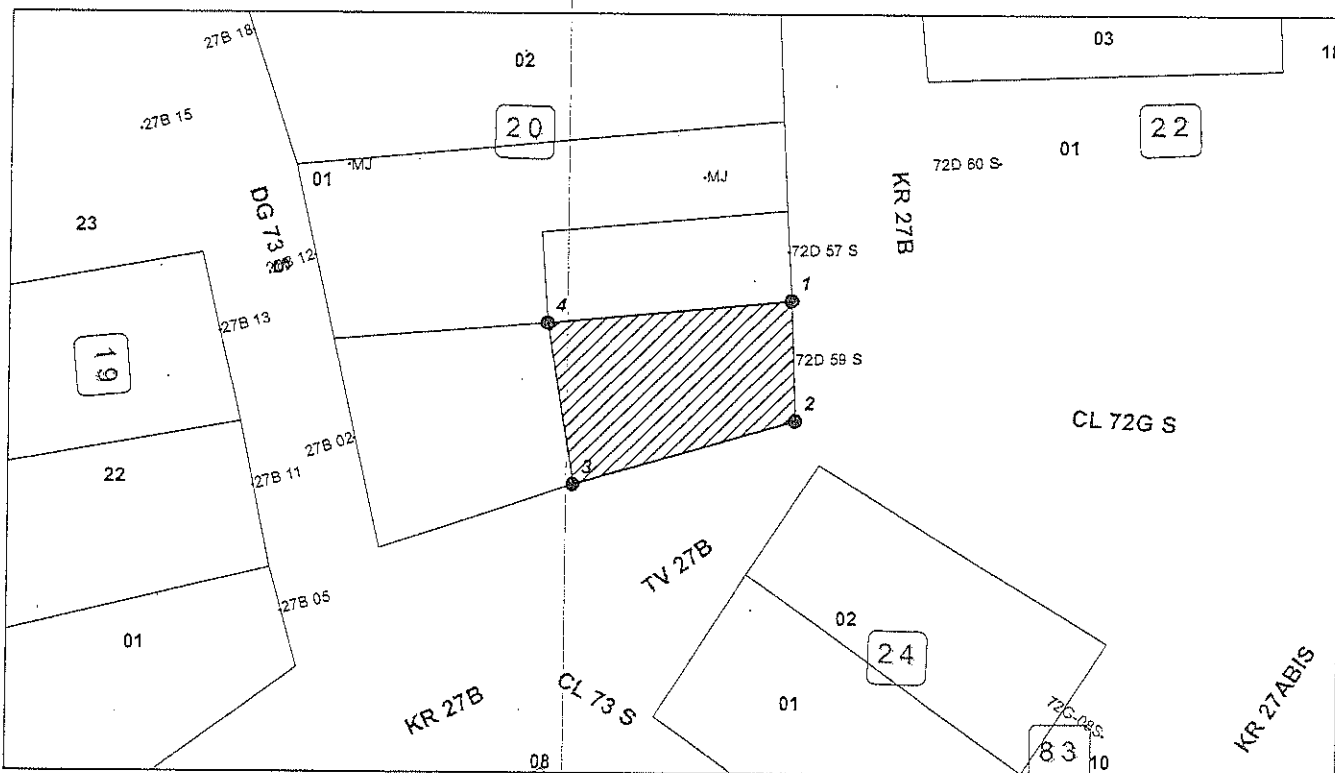 27B 18
02
03
18
27B 15
20
22
01
01
MJ
MJ
72D 60 S
KR 27B
DG 73 S
23
72D 57 S
1
4
27B 13
19
72D 59 S
2
CL 72G S
27B 02
3
22
27B 11
TV 27B
27B 05
02
01
24
KR 27B
CL 73 S
01
72G-08S
KR 27ABIS
08
83
10